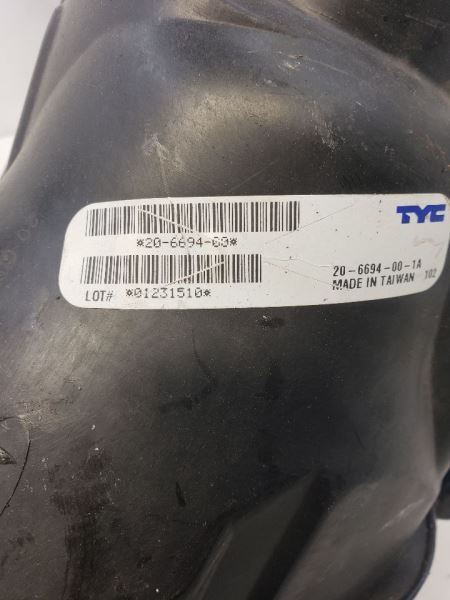 TYC
*20-6694-00*
20-6694-00-1A
LOT# *01231510*
MADE IN TAIWAN 102